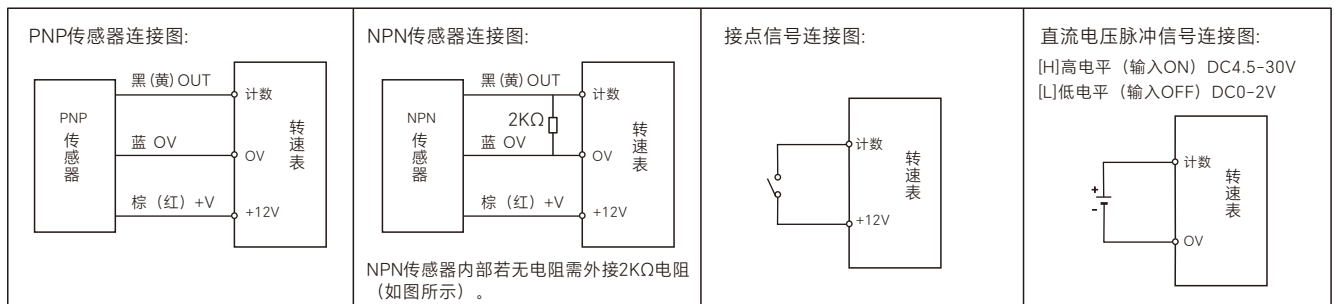 PNP传感器连接图:
黑(黄)OUT
计数
PNP
传
感
器
蓝 OV
OV
转
速
表
棕（红）+V
+12V
NPN传感器连接图:
黑(黄)OUT
计数
2KΩ
NPN
传
感
器
蓝 OV
OV
转
速
表
棕（红）+V
+12V
NPN传感器内部若无电阻需外接2KΩ电阻
（如图所示）。
接点信号连接图:
计数
转
速
表
+12V
直流电压脉冲信号连接图:
[H]高电平（输入ON）DC4.5-30V
[L]低电平（输入OFF）DC0-2V
计数
转
速
表
+
-
OV